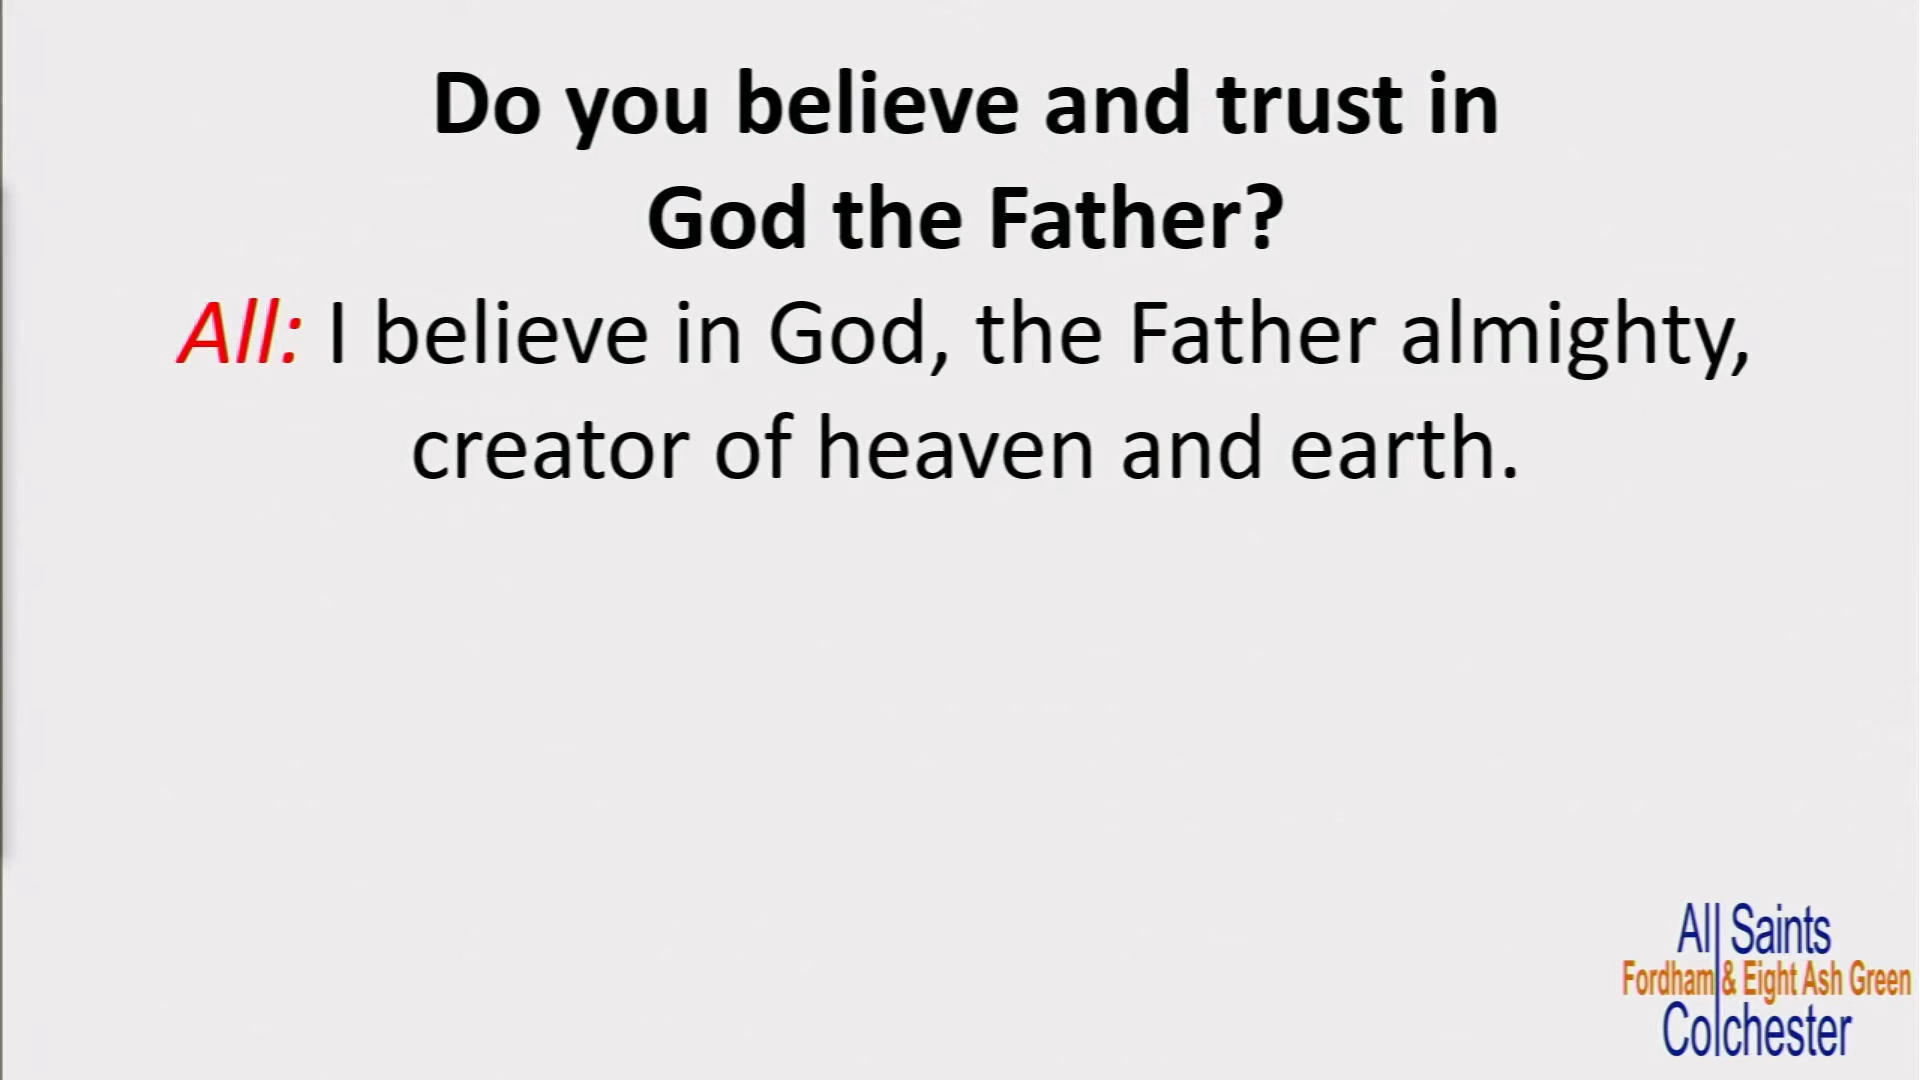 Do you believe and trust in
God the Father?
All: I believe in God, the Father almighty,
creator of heaven and earth.
All Saints
Fordham & Eight Ash Green
Colchester